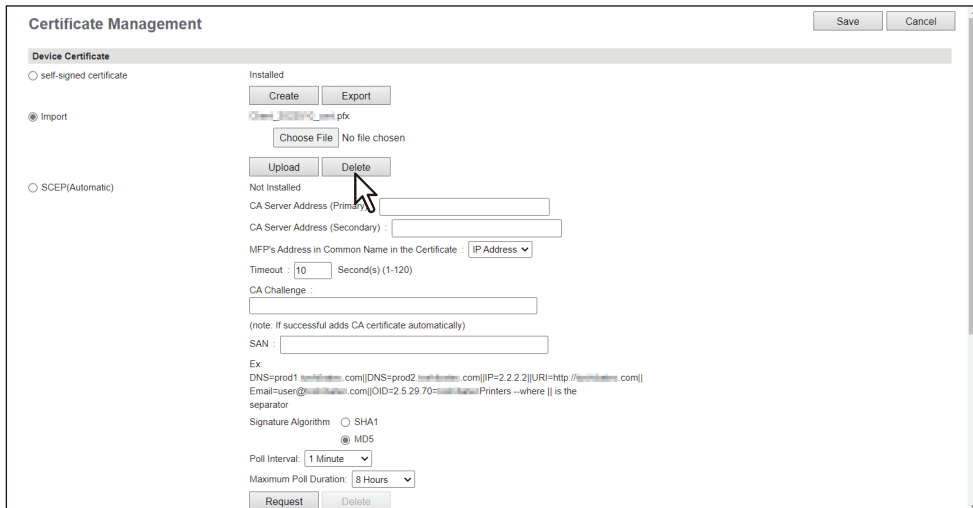 Certificate Management
Save Cancel
Device Certificate
self-signed certificate Installed
Create Export
Import .pfx
Choose File No file chosen
Upload Delete
SCEP(Automatic) Not Installed
CA Server Address (Primary)
CA Server Address (Secondary) :
MFP's Address in Common Name in the Certificate : IP Address
Timeout : 10 Second(s) (1-120)
CA Challenge :
(note: If successful adds CA certificate automatically)
SAN :
Ex:
DNS=prod1. .com||DNS=prod2. .com||IP=2.2.2.2||URI=http:// .com||
Email=user@ .com||OID=2.5.29.70= Printers --where || is the
separator
Signature Algorithm SHA1
MD5
Poll Interval: 1 Minute
Maximum Poll Duration: 8 Hours
Request Delete